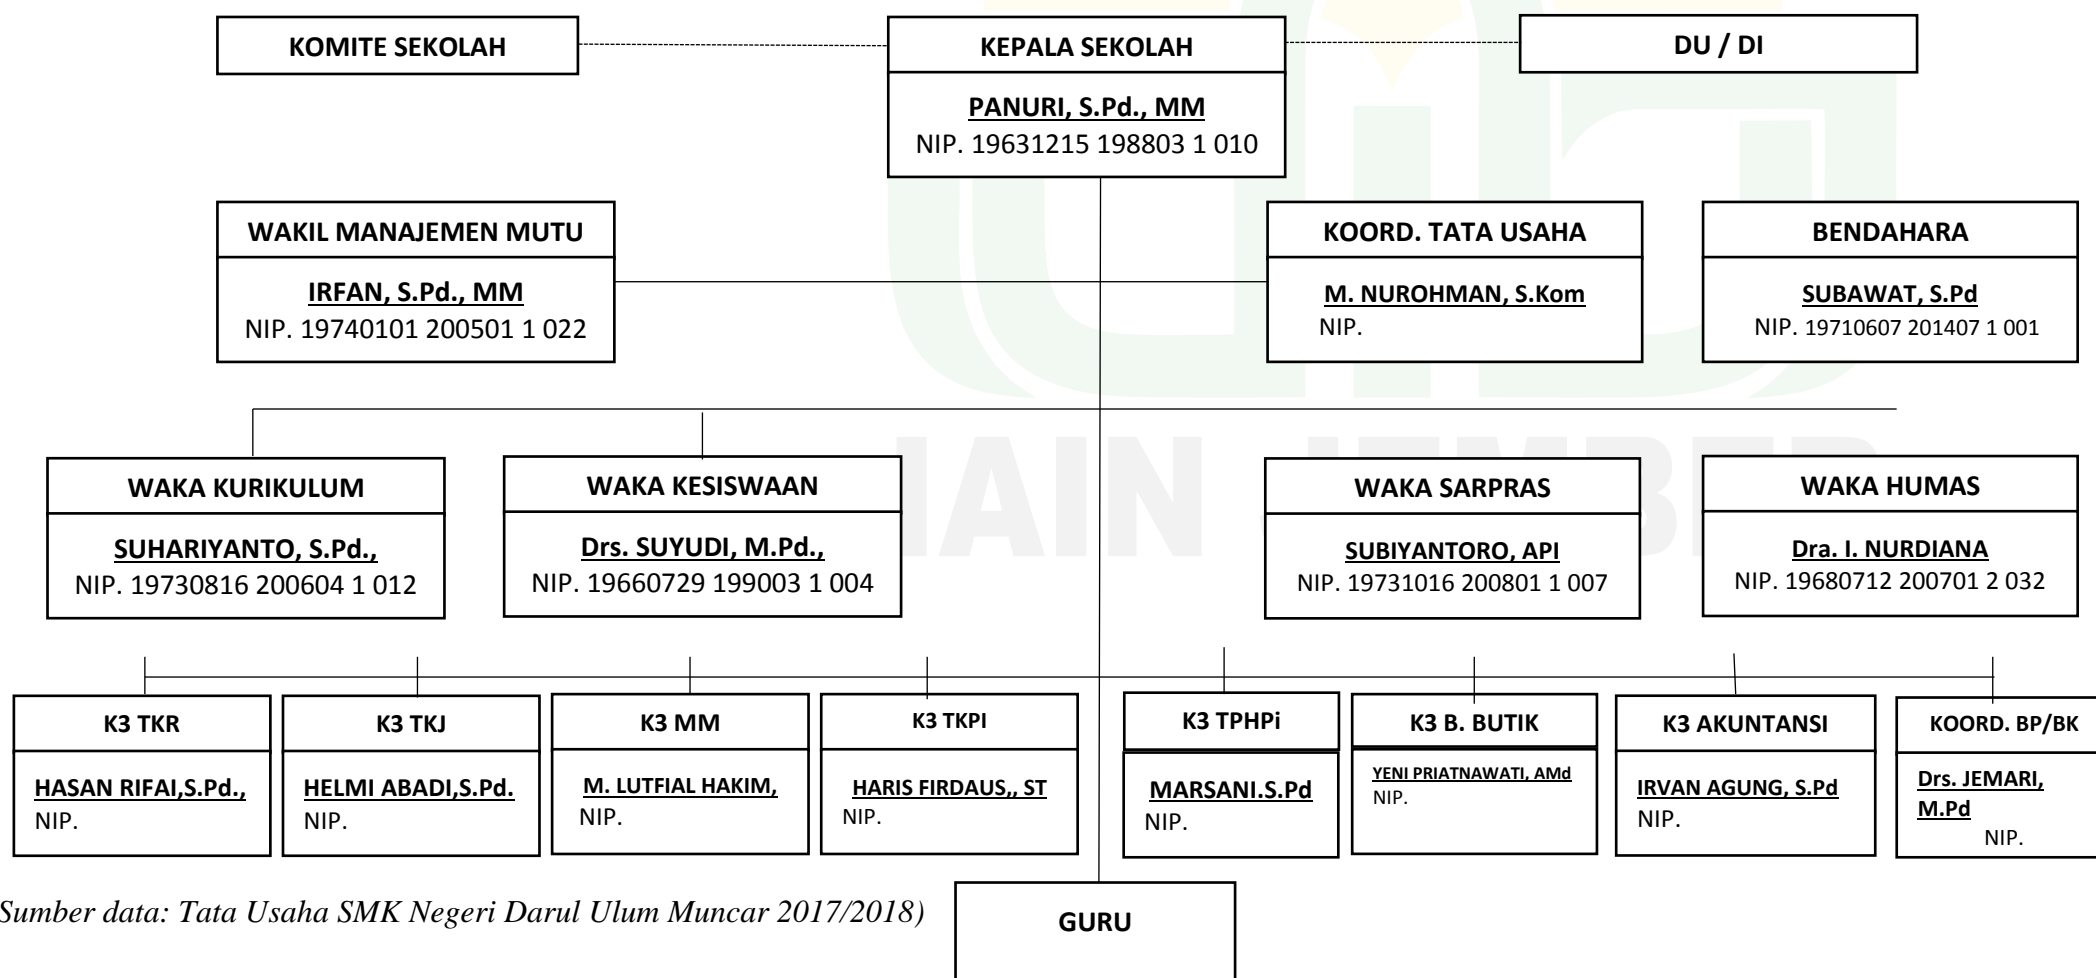 KOMITE SEKOLAH
KEPALA SEKOLAH
DU / DI
PANURI, S.Pd., MM
NIP. 19631215 198803 1 010
WAKIL MANAJEMEN MUTU
KOORD. TATA USAHA
BENDAHARA
IRFAN, S.Pd., MM
NIP. 19740101 200501 1 022
M. NUROHMAN, S.Kom
NIP.
SUBAWAT, S.Pd
NIP. 19710607 201407 1 001
WAKA KURIKULUM
WAKA KESISWAAN
WAKA SARPRAS
WAKA HUMAS
SUHARIYANTO, S.Pd.,
NIP. 19730816 200604 1 012
Drs. SUYUDI, M.Pd.,
NIP. 19660729 199003 1 004
SUBIYANTORO, API
NIP. 19731016 200801 1 007
Dra. I. NURDIANA
NIP. 19680712 200701 2 032
IAIN JEMBER
K3 TKR
K3 TKJ
K3 MM
K3 TKPI
K3 TPHPi
K3 B. BUTIK
K3 AKUNTANSI
KOORD. BP/BK
HASAN RIFAI,S.Pd.,
NIP.
HELMI ABADI,S.Pd.
NIP.
M. LUTFIAL HAKIM,
NIP.
HARIS FIRDAUS,, ST
NIP.
MARSANI.S.Pd
NIP.
YENI PRIATNAWATI, AMd
NIP.
IRVAN AGUNG, S.Pd
NIP.
Drs. JEMARI,
M.Pd
NIP.
Sumber data: Tata Usaha SMK Negeri Darul Ulum Muncar 2017/2018)
GURU